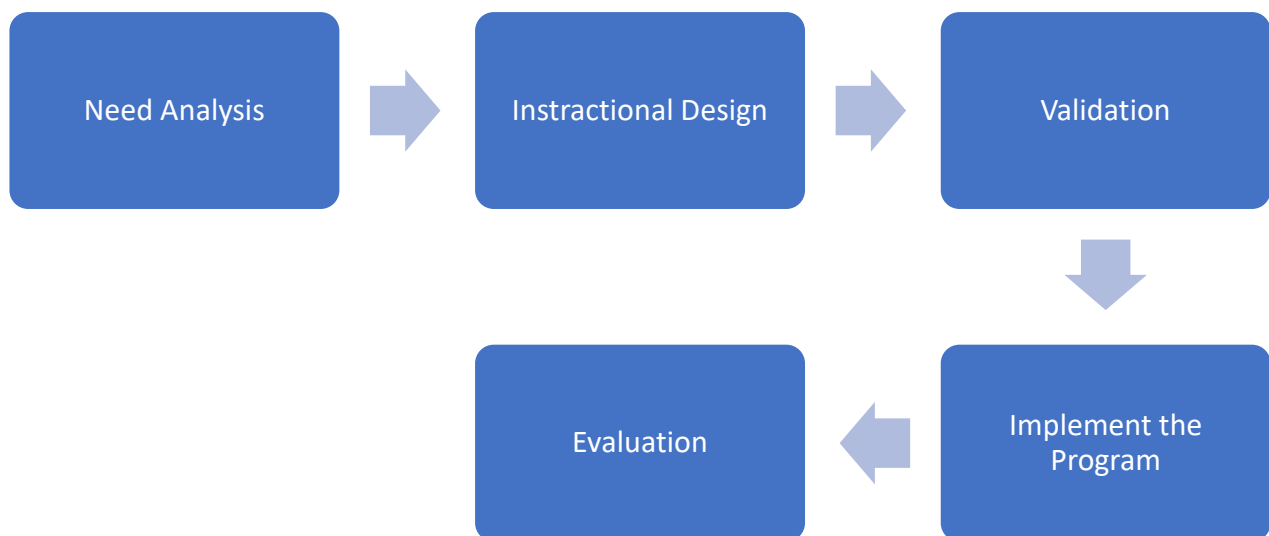 Need Analysis
Instractional Design
Validation
Implement the
Program
Evaluation